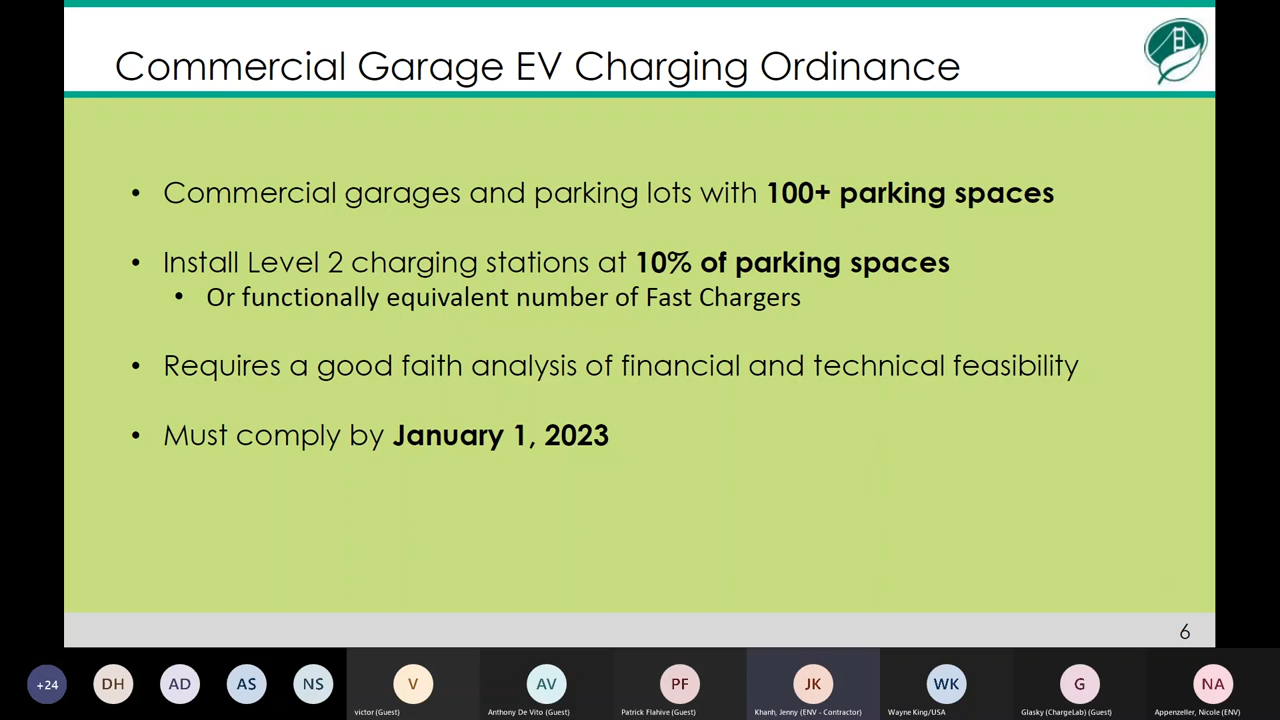 Commercial Garage EV Charging Ordinance
• Commercial garages and parking lots with 100+ parking spaces
• Install Level 2 charging stations at 10% of parking spaces
• Or functionally equivalent number of Fast Chargers
• Requires a good faith analysis of financial and technical feasibility
• Must comply by January 1, 2023
6
+24
DH
AD
AS
NS
V
AV
PF
JK
WK
G
NA
victor (Guest)
Anthony De Vito (Guest)
Patrick Flahive (Guest)
Khanh, Jenny (ENV - Contractor)
Wayne King/USA
Glasky (ChargeLab) (Guest)
Appenzeller, Nicole (ENV)